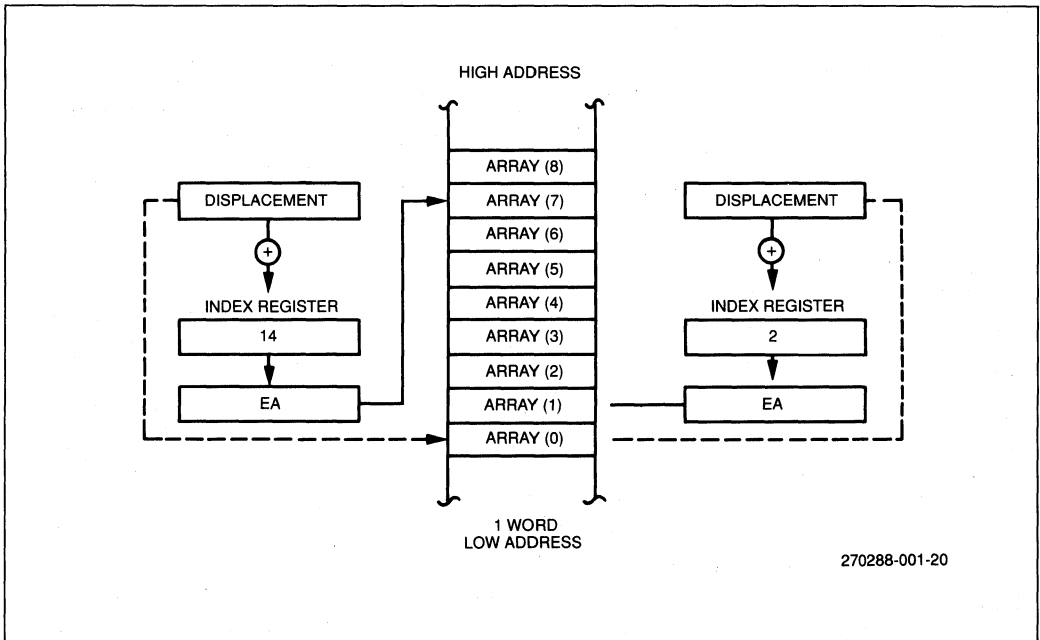 HIGH ADDRESS
ARRAY (8)
DISPLACEMENT
ARRAY (7)
DISPLACEMENT
ARRAY (6)
+
+
ARRAY (5)
INDEX REGISTER
ARRAY (4)
INDEX REGISTER
14
ARRAY (3)
2
ARRAY (2)
EA
ARRAY (1)
EA
ARRAY (0)
1 WORD
LOW ADDRESS
270288-001-20